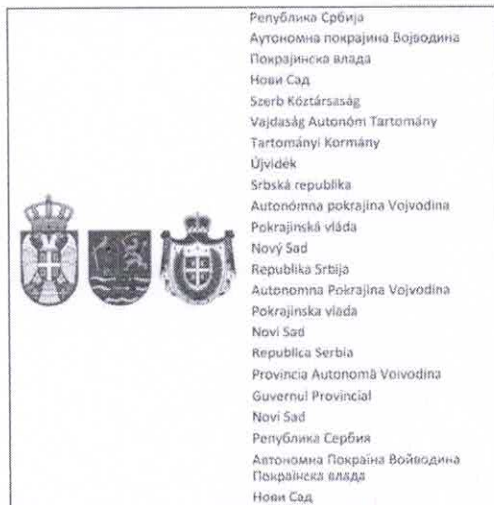 Република Србија
Аутономна покрајина Војводина
Покрајинска влада
Нови Сад
Szerb Köztársaság
Vajdaság Autonóm Tartomány
Tartományi Kormány
Újvidék
Srbská republika
Autonómna pokrajina Vojvodina
Pokrajinská vláda
Nový Sad
Republika Srbija
Autonomna Pokrajina Vojvodina
Pokrajinska vlada
Novi Sad
Republica Serbia
Provincia Autonomă Voivodina
Guvernul Provincial
Novi Sad
Република Сербия
Автономна Покраїна Войводина
Покраїнска влада
Нови Сад